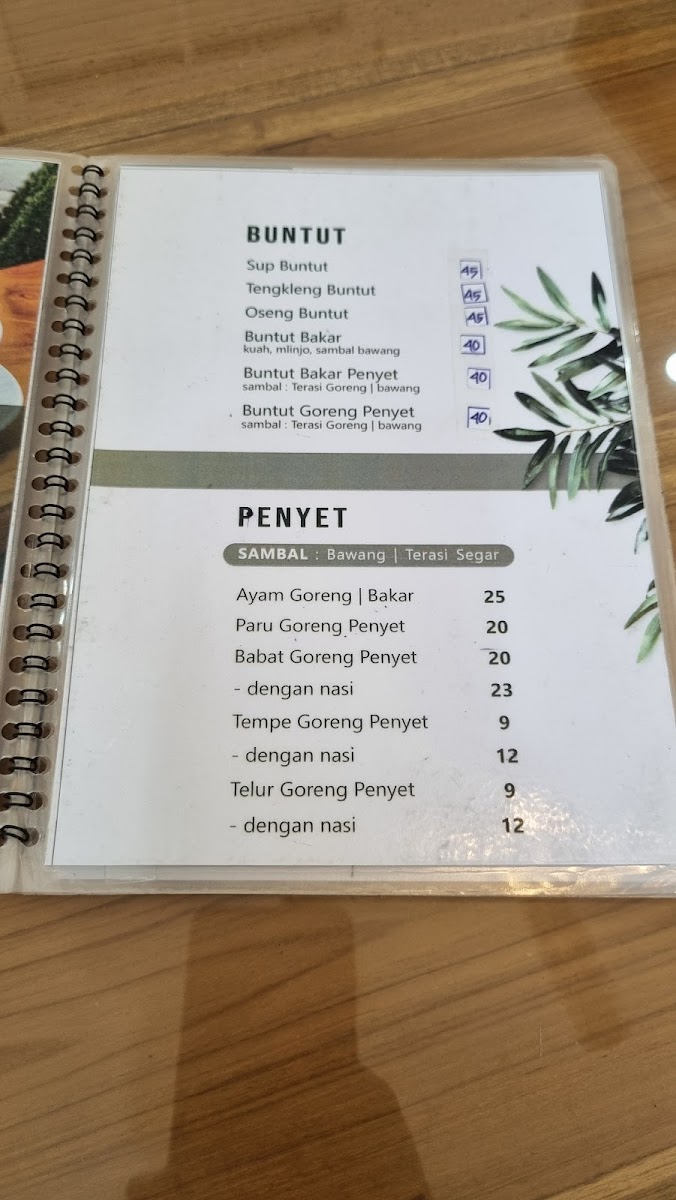 BUNTUT
Sup Buntut 45
Tengkleng Buntut 45
Oseng Buntut 45
Buntut Bakar 40
kuah, mlinjo, sambal bawang
Buntut Bakar Penyet 40
sambal : Terasi Goreng | bawang
Buntut Goreng Penyet 40
sambal : Terasi Goreng | bawang
PENYET
SAMBAL : Bawang | Terasi Segar
Ayam Goreng | Bakar 25
Paru Goreng Penyet 20
Babat Goreng Penyet 20
- dengan nasi 23
Tempe Goreng Penyet 9
- dengan nasi 12
Telur Goreng Penyet 9
- dengan nasi 12